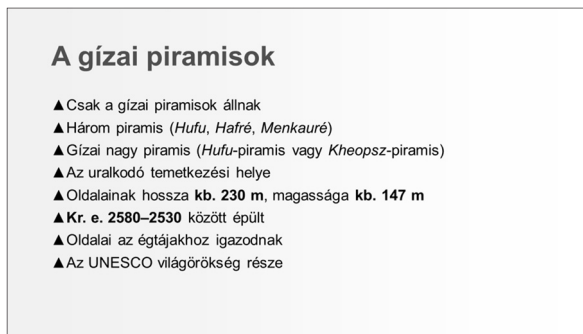 A gízai piramisok
▲Csak a gízai piramisok állnak
▲Három piramis (Hufu, Hafré, Menkauré)
▲Gízai nagy piramis (Hufu-piramis vagy Kheopsz-piramis)
▲Az uralkodó temetkezési helye
▲Oldalainak hossza kb. 230 m, magassága kb. 147 m
▲Kr. e. 2580–2530 között épült
▲Oldalai az égtájakhoz igazodnak
▲Az UNESCO világörökség része